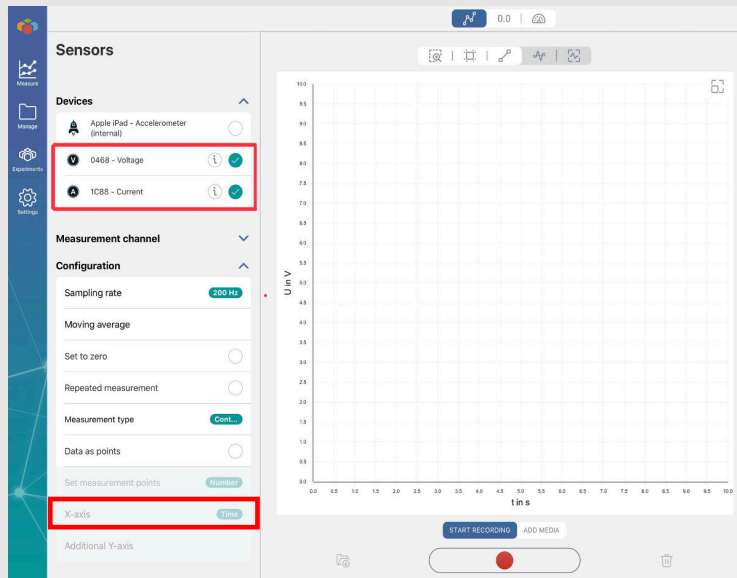 0.0
Sensors
Measure
Manage
Experiments
Settings
Devices
Apple iPad - Accelerometer
(internal)
V
0468 - Voltage
i
A
1C88 - Current
i
Measurement channel
Configuration
Sampling rate
200 Hz
Moving average
Set to zero
Repeated measurement
Measurement type
Cont...
Data as points
Set measurement points
Number
X-axis
Time
Additional Y-axis
U in V
10.0
9.5
9.0
8.5
8.0
7.5
7.0
6.5
6.0
5.5
5.0
4.5
4.0
3.5
3.0
2.5
2.0
1.5
1.0
0.5
0.0
0.0 0.5 1.0 1.5 2.0 2.5 3.0 3.5 4.0 4.5 5.0 5.5 6.0 6.5 7.0 7.5 8.0 8.5 9.0 9.5 10.0
t in s
START RECORDING
ADD MEDIA